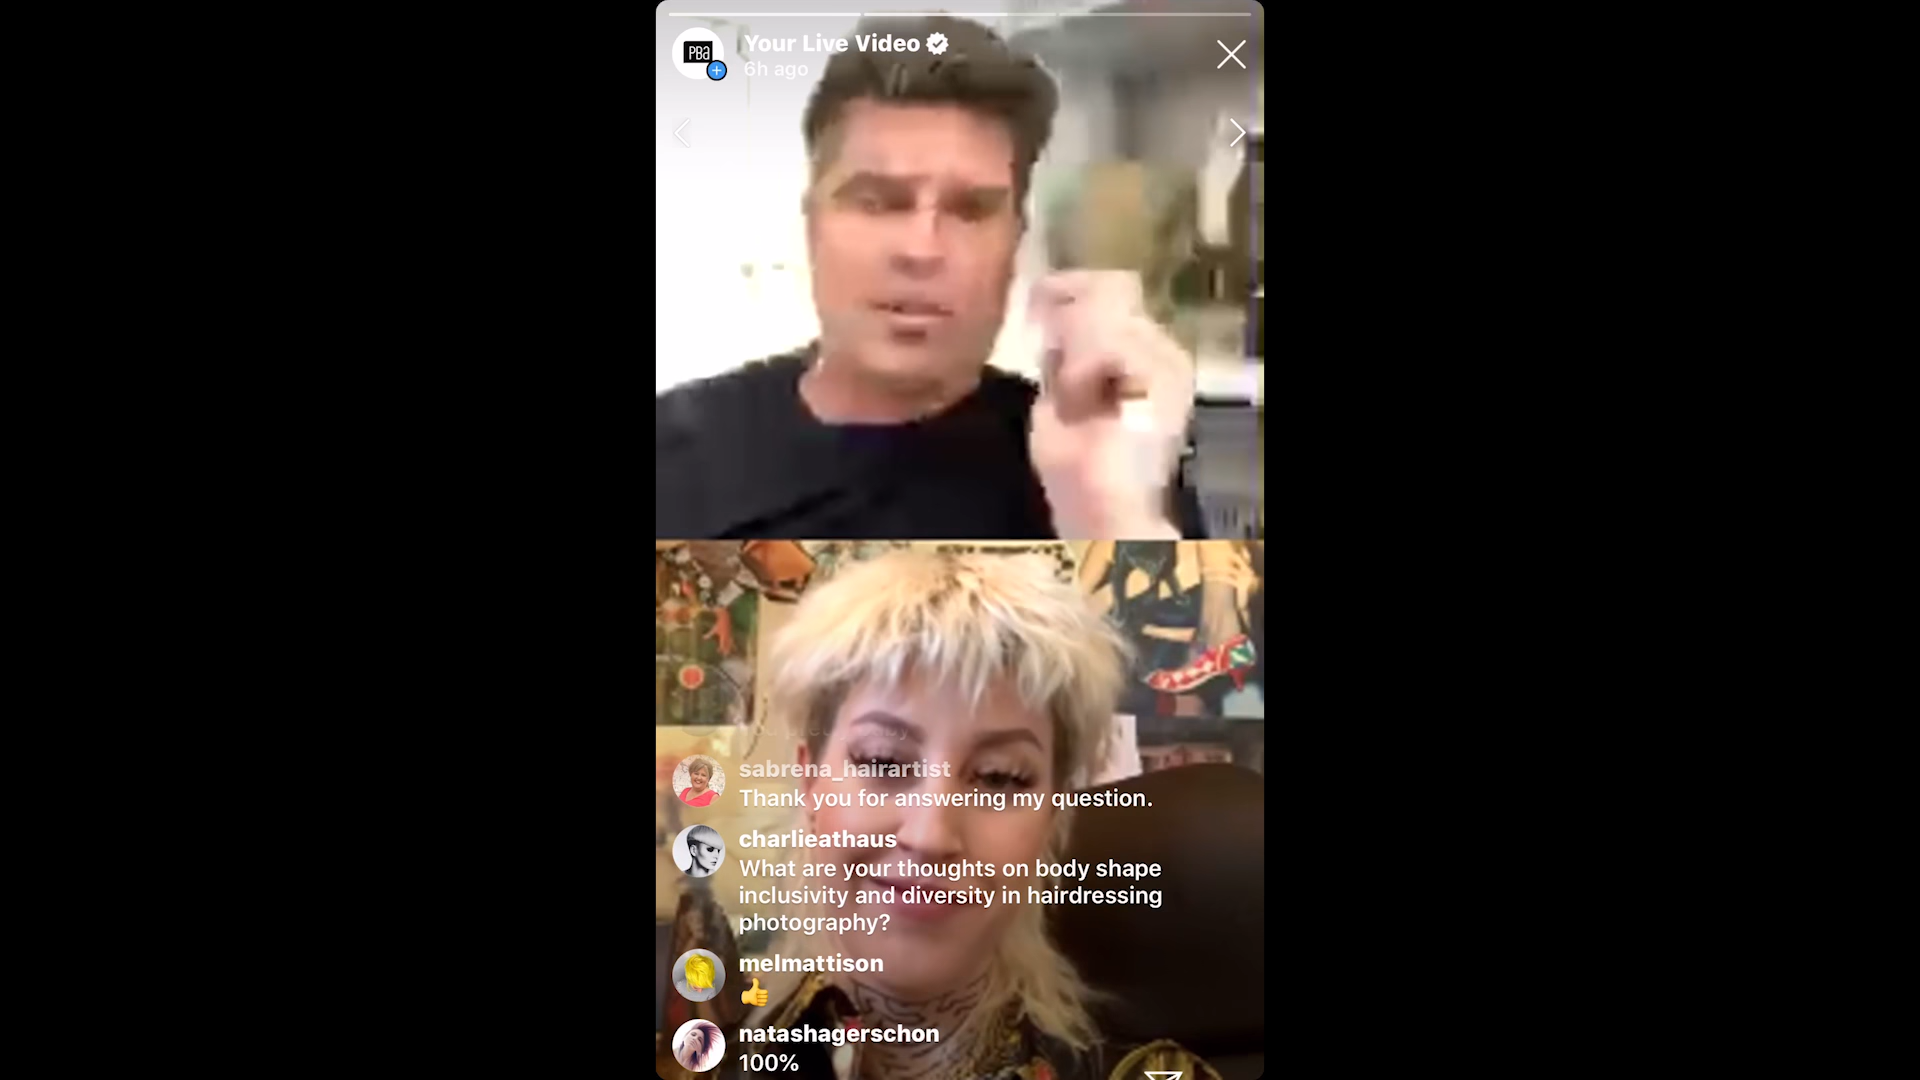 PBa
Your Live Video
6h ago
sabrena_hairartist
Thank you for answering my question.
charlieathaus
What are your thoughts on body shape
inclusivity and diversity in hairdressing
photography?
melmattison
👍
natashagerschon
100%